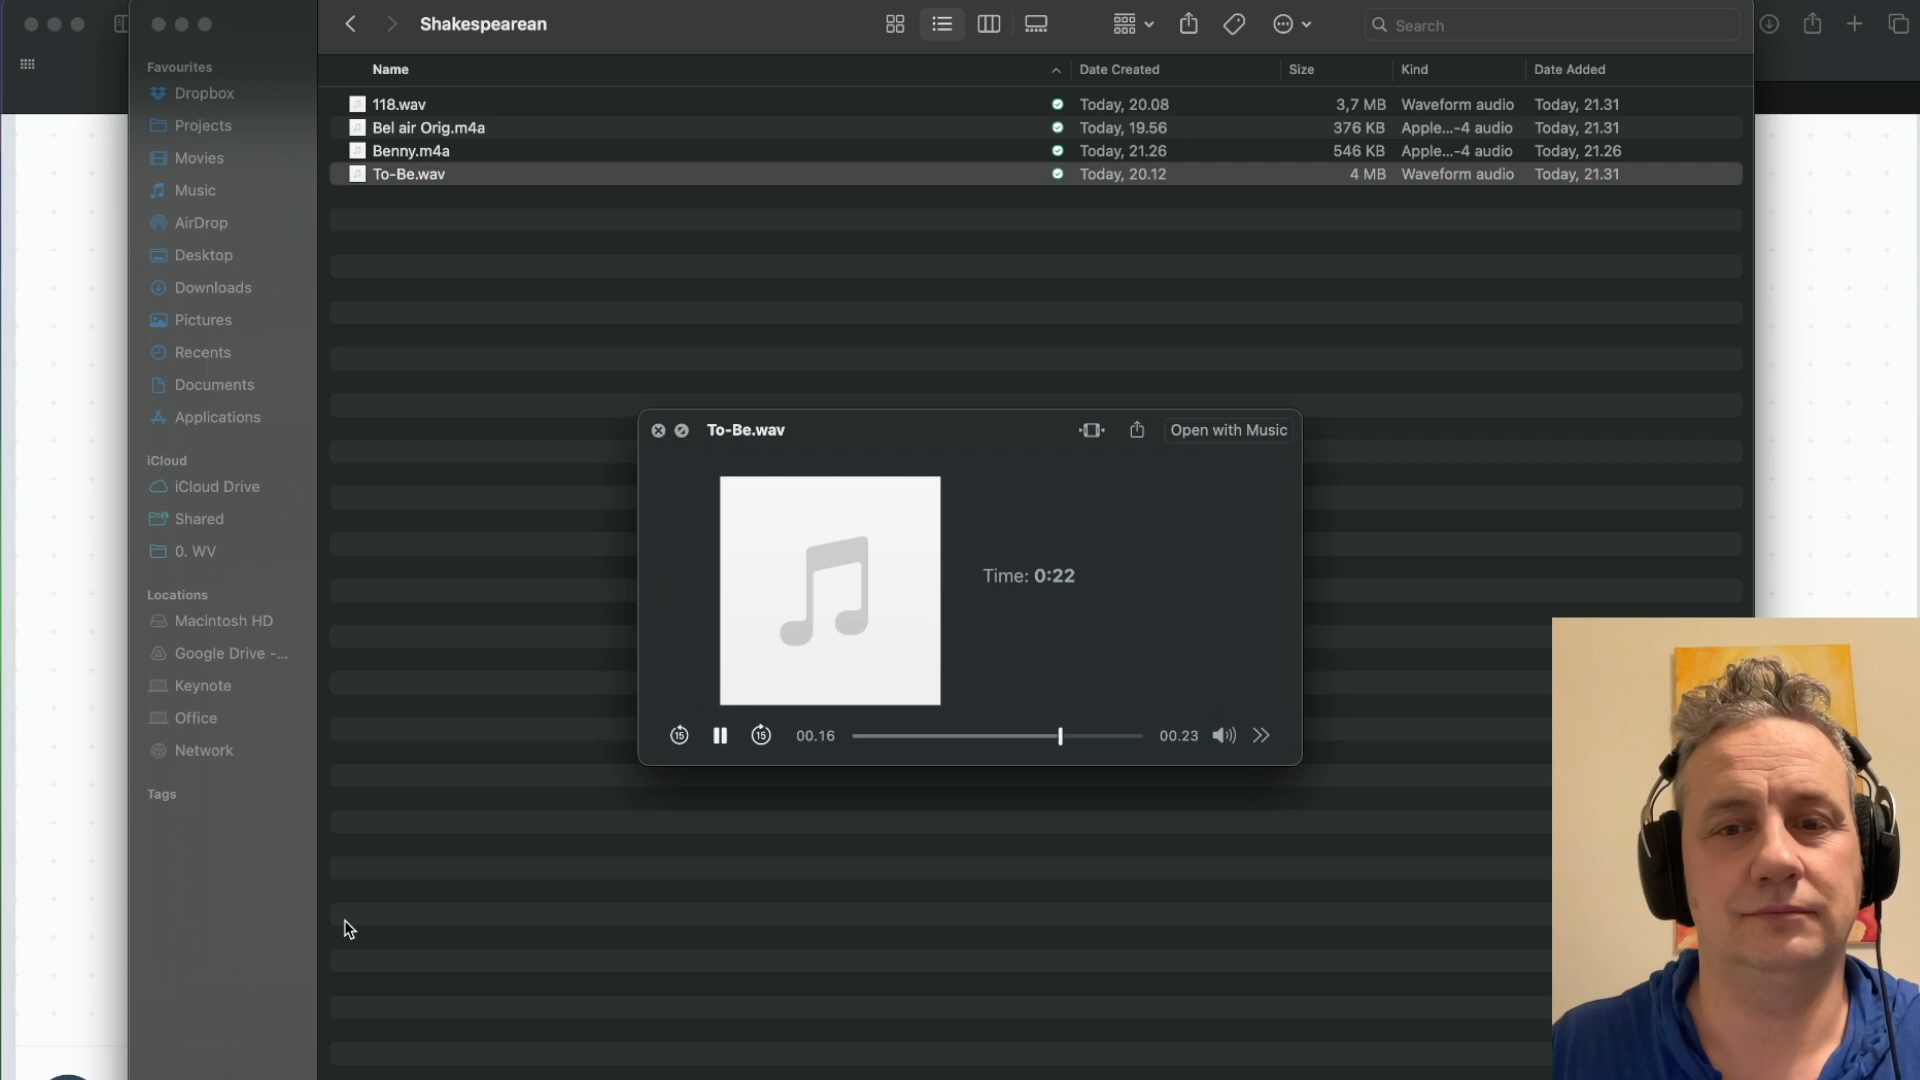 Shakespearean
Search
Favourites
Dropbox
Projects
Movies
Music
AirDrop
Desktop
Downloads
Pictures
Recents
Documents
Applications
iCloud
iCloud Drive
Shared
0. WV
Locations
Macintosh HD
Google Drive -...
Keynote
Office
Network
Tags
Name Date Created Size Kind Date Added
118.wav Today, 20.08 3,7 MB Waveform audio Today, 21.31
Bel air Orig.m4a Today, 19.56 376 KB Apple...-4 audio Today, 21.31
Benny.m4a Today, 21.26 546 KB Apple...-4 audio Today, 21.26
To-Be.wav Today, 20.12 4 MB Waveform audio Today, 21.31
To-Be.wav Open with Music
Time: 0:22
15 15 00.16 00.23